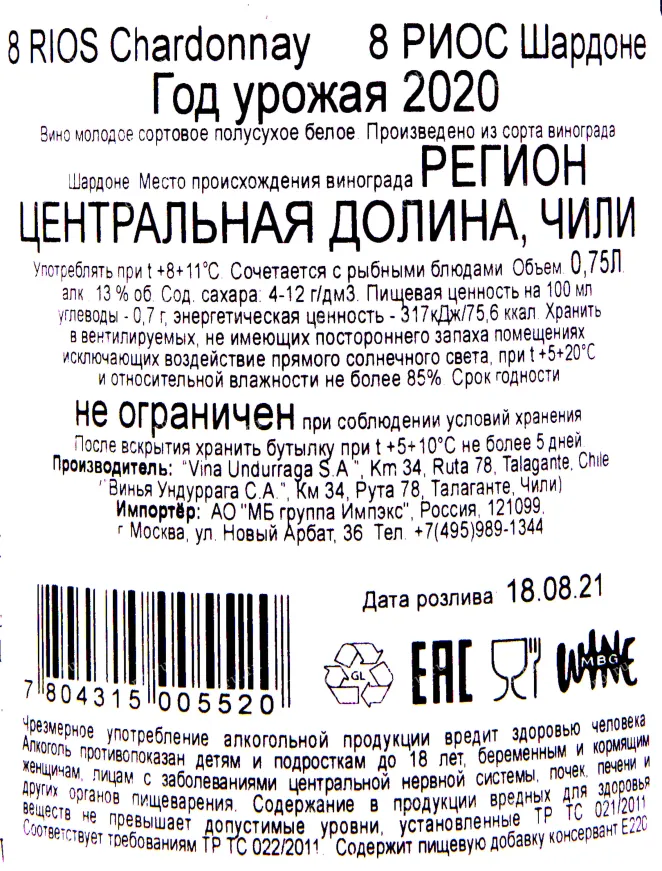 8 RIOS Chardonnay 8 РИОС Шардоне
Год урожая 2020
Вино молодое сортовое полусухое белое. Произведено из сорта винограда
Шардоне. Место происхождения винограда РЕГИОН
ЦЕНТРАЛЬНАЯ ДОЛИНА, ЧИЛИ
Употреблять при t +8+11°С. Сочетается с рыбными блюдами. Объем 0,75Л.
алк. 13 % об. Сод. сахара: 4-12 г/дм3. Пищевая ценность на 100 мл:
углеводы - 0,7 г, энергетическая ценность - 317кДж/75,6 ккал. Хранить
в вентилируемых, не имеющих постороннего запаха помещениях
исключающих воздействие прямого солнечного света, при t +5+20°С
и относительной влажности не более 85%. Срок годности
не ограничен при соблюдении условий хранения
После вскрытия хранить бутылку при t +5+10°С не более 5 дней.
Производитель: "Vina Undurraga S.A.", Km 34, Ruta 78, Talagante, Chile
"Винья Ундуррага С.А.", Км 34, Рута 78, Талаганте, Чили)
Импортёр: АО "МБ группа Импэкс", Россия, 121099,
г. Москва, ул. Новый Арбат, 36 Тел. +7(495)989-1344
Дата розлива 18.08.21
7 804315 005520
GL
EAC
WINE
MBG
Чрезмерное употребление алкогольной продукции вредит здоровью человека
Алкоголь противопоказан детям и подросткам до 18 лет, беременным и кормящим
женщинам, лицам с заболеваниями центральной нервной системы, почек, печени и
других органов пищеварения. Содержание в продукции вредных для здоровья
веществ не превышает допустимые уровни, установленные ТР ТС 021/2011
Соответствует требованиям ТР ТС 022/2011. Содержит пищевую добавку консервант Е220